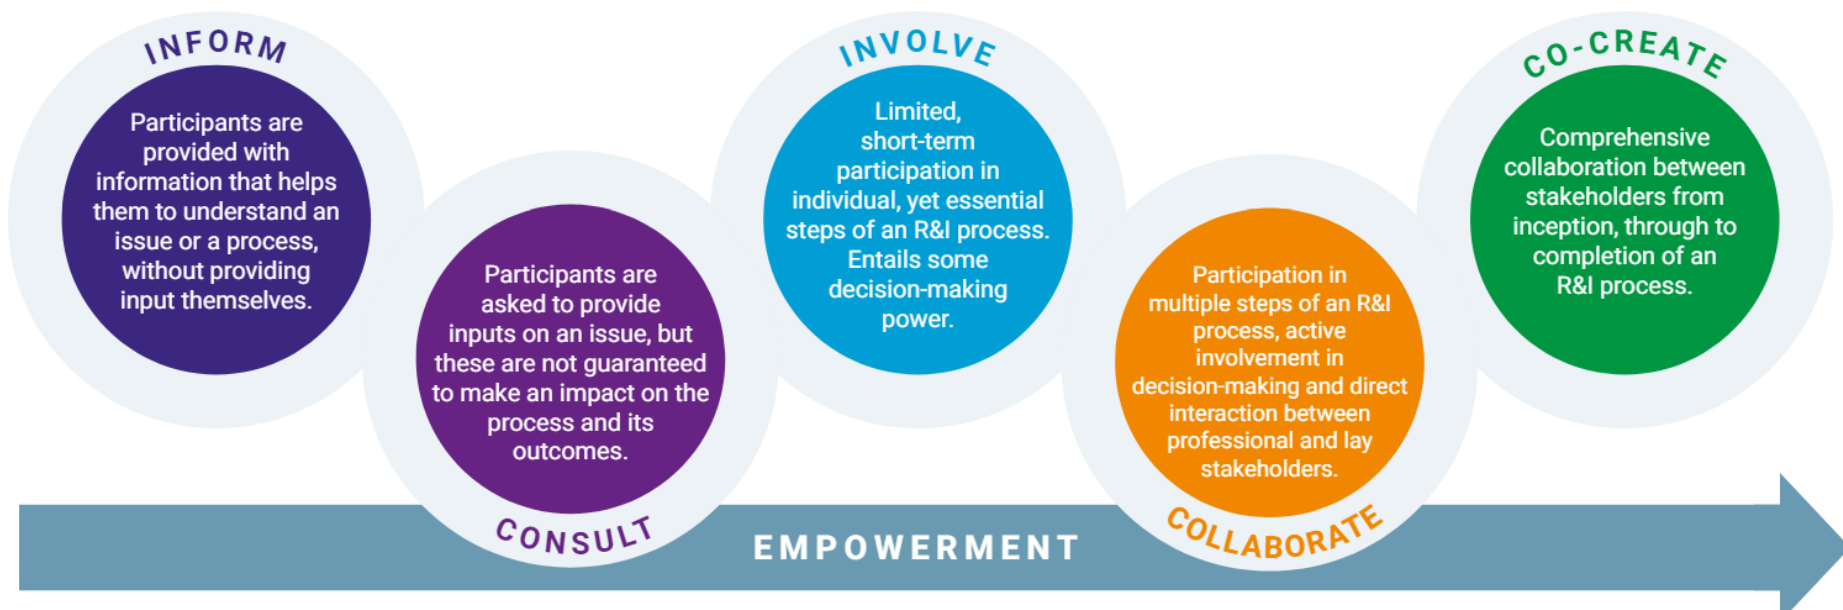 INFORM
Participants are
provided with
information that helps
them to understand an
issue or a process,
without providing
input themselves.
CONSULT
Participants are
asked to provide
inputs on an issue, but
these are not guaranteed
to make an impact on the
process and its
outcomes.
INVOLVE
Limited,
short-term
participation in
individual, yet essential
steps of an R&I process.
Entails some
decision-making
power.
COLLABORATE
Participation in
multiple steps of an R&I
process, active
involvement in
decision-making and direct
interaction between
professional and lay
stakeholders.
CO-CREATE
Comprehensive
collaboration between
stakeholders from
inception, through to
completion of an
R&I process.
EMPOWERMENT